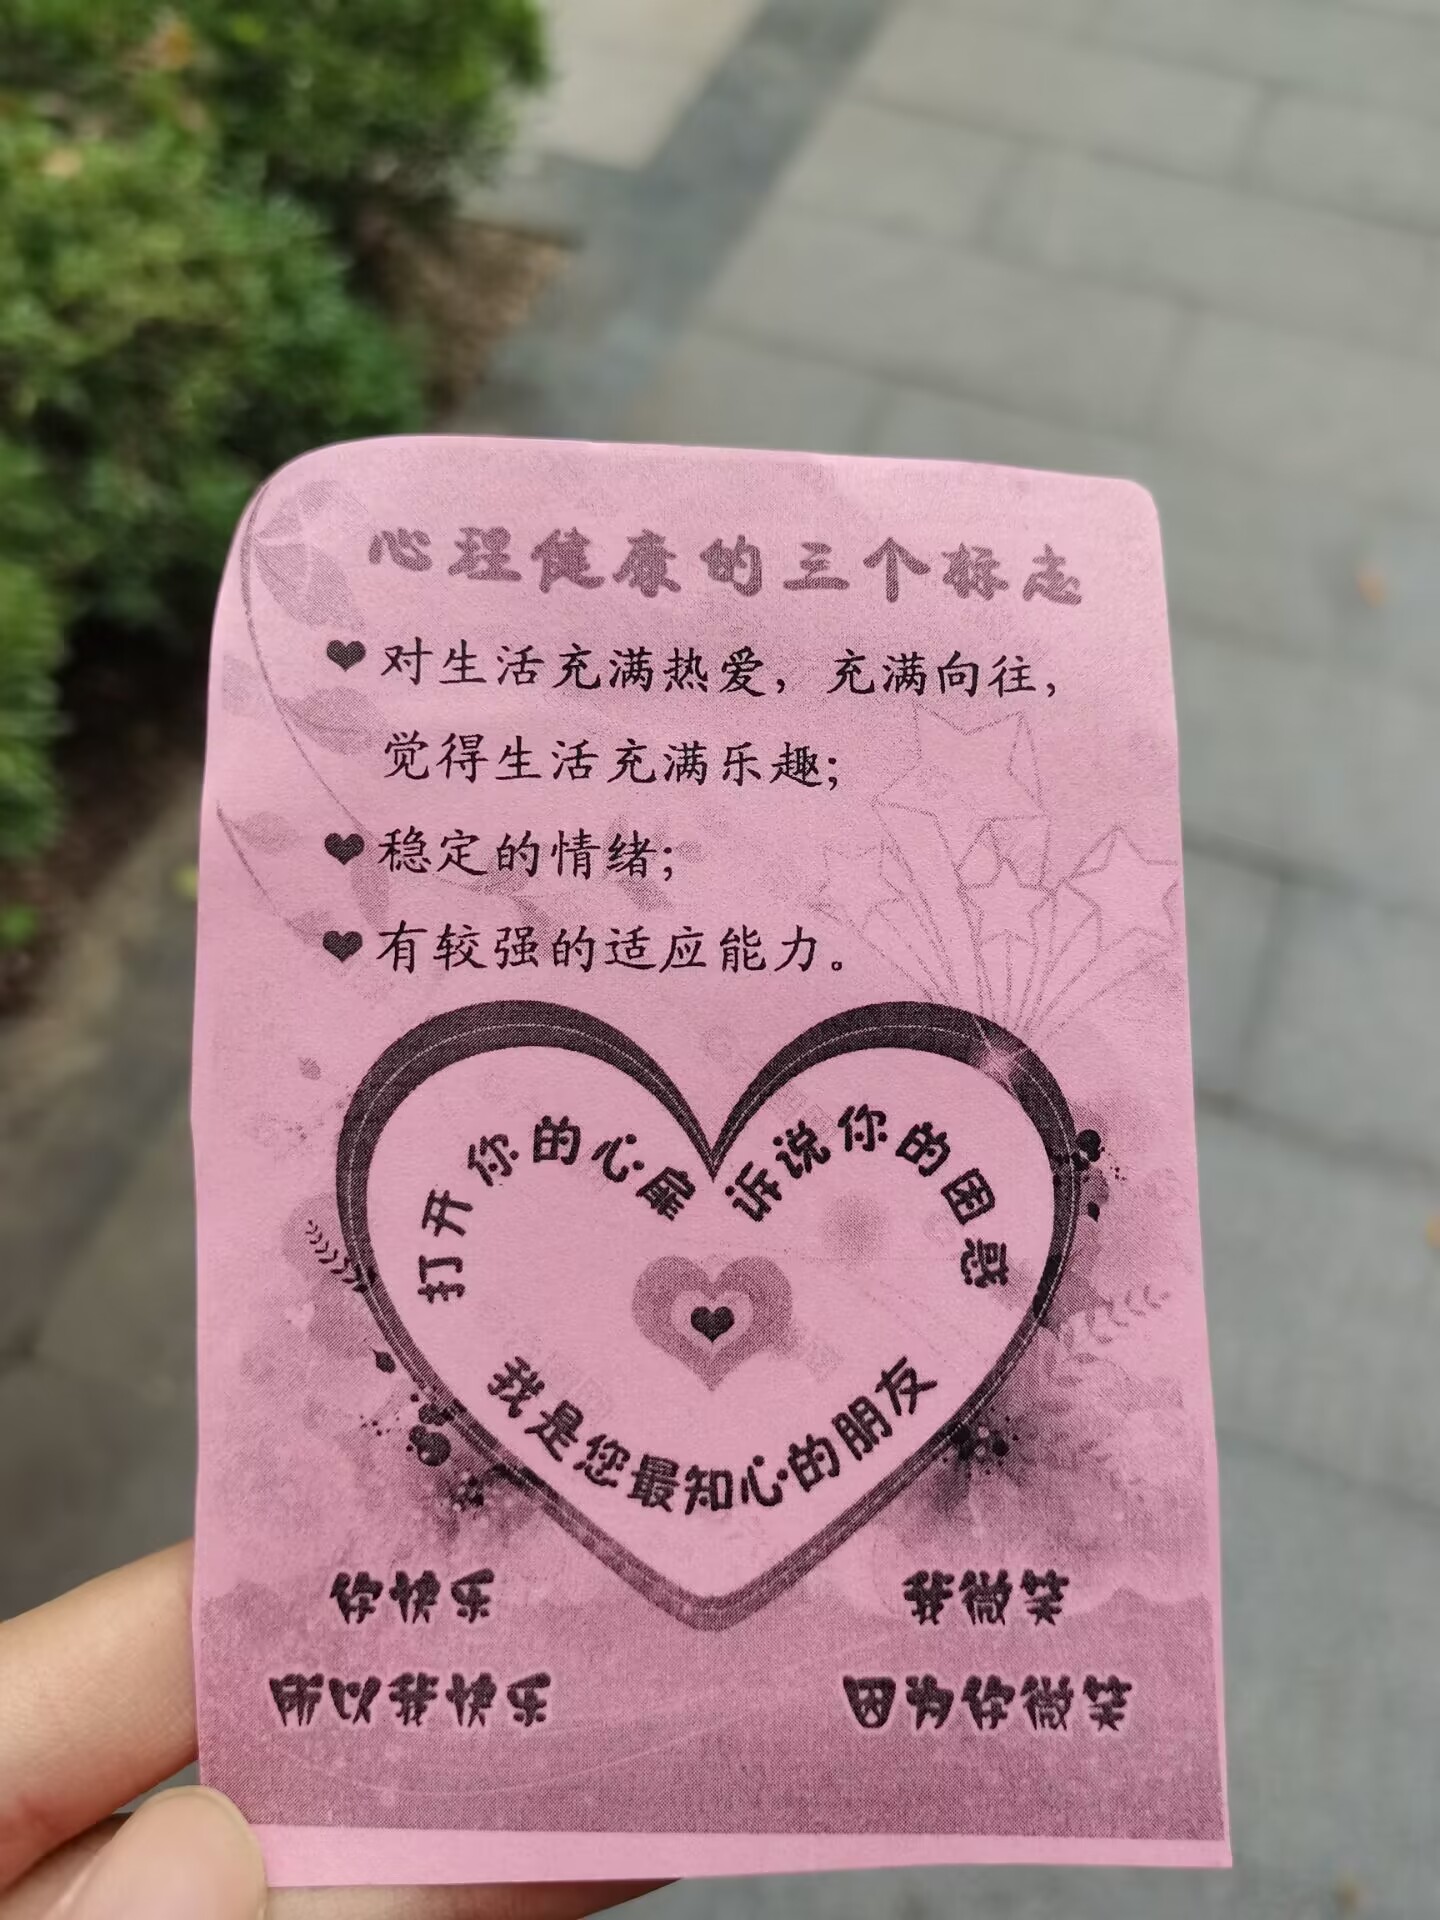 心理健康的三个标志
❤对生活充满热爱，充满向往，
觉得生活充满乐趣；
❤稳定的情绪；
❤有较强的适应能力。
打开你的心扉
诉说你的困惑
我是您最知心的朋友
你快乐
所以我快乐
我微笑
因为你微笑